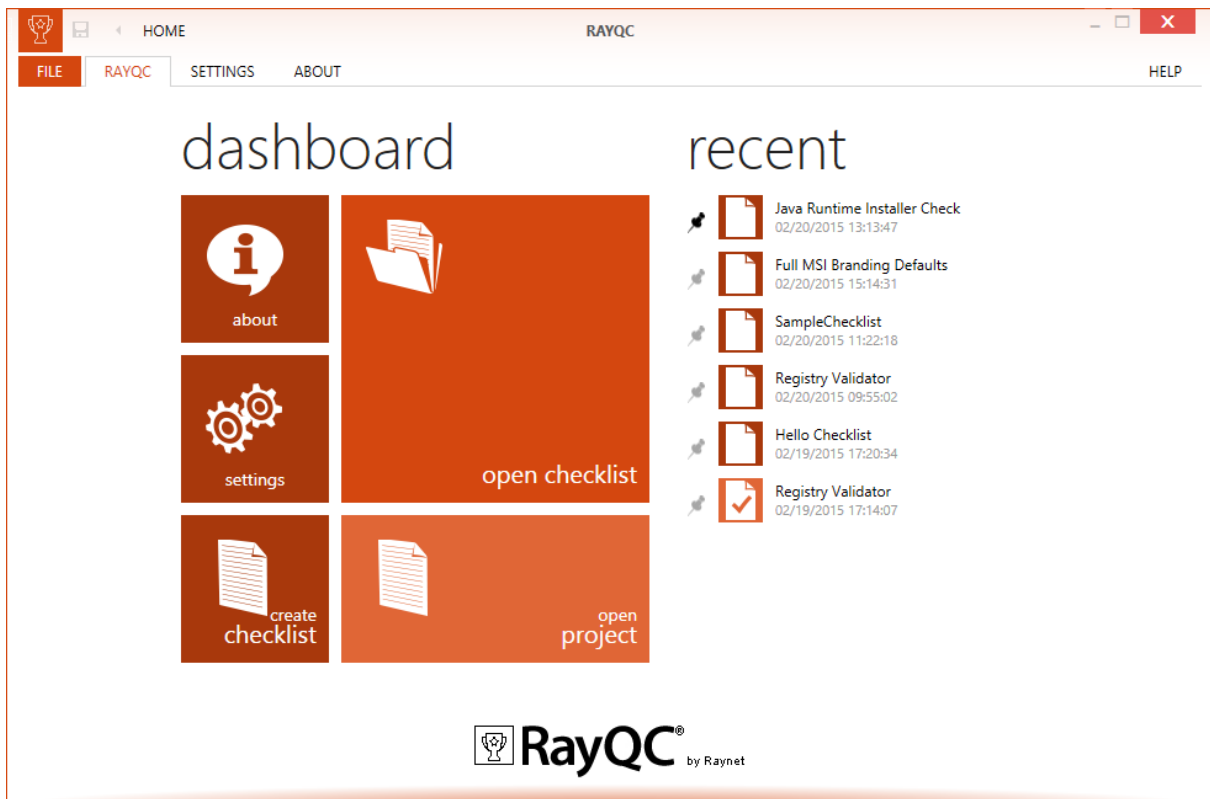 HOME
RAYQC
FILE
RAYQC
SETTINGS
ABOUT
HELP
dashboard
about
settings
open checklist
create
checklist
open
project
recent
Java Runtime Installer Check
02/20/2015 13:13:47
Full MSI Branding Defaults
02/20/2015 15:14:31
SampleChecklist
02/20/2015 11:22:18
Registry Validator
02/20/2015 09:55:02
Hello Checklist
02/19/2015 17:20:34
Registry Validator
02/19/2015 17:14:07
RayQC® by Raynet